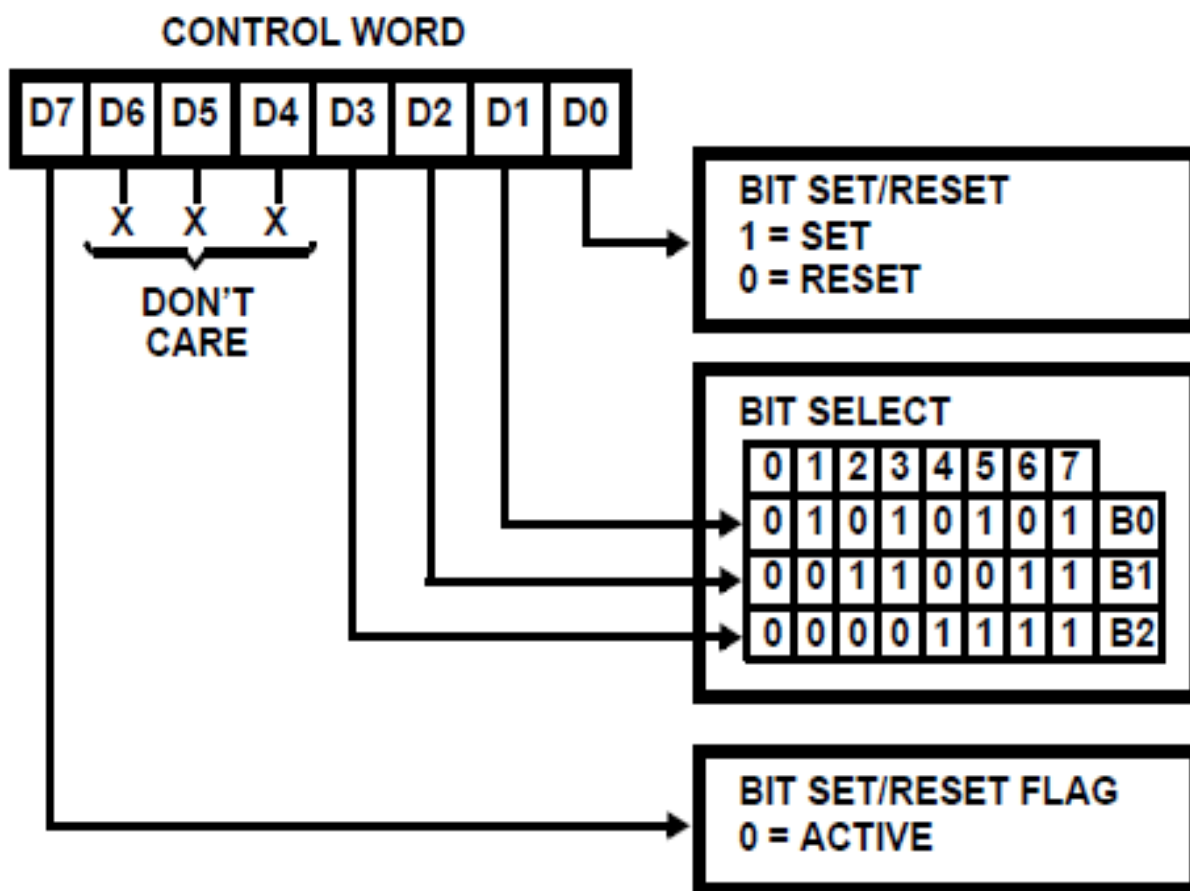 CONTROL WORD
D7 D6 D5 D4 D3 D2 D1 D0
X X X
DON'T
CARE
BIT SET/RESET
1 = SET
0 = RESET
BIT SELECT
0 1 2 3 4 5 6 7
0 1 0 1 0 1 0 1 B0
0 0 1 1 0 0 1 1 B1
0 0 0 0 1 1 1 1 B2
BIT SET/RESET FLAG
0 = ACTIVE